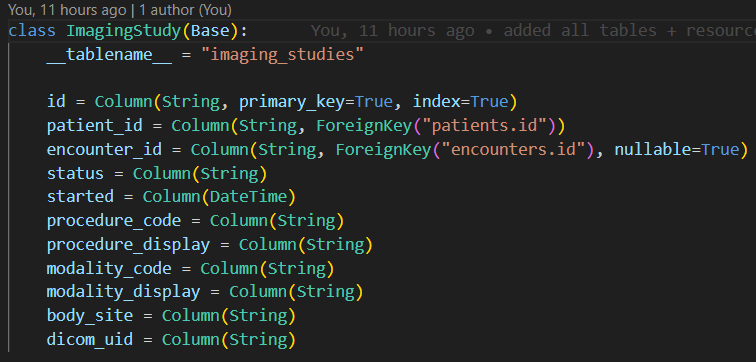 You, 11 hours ago | 1 author (You)
class ImagingStudy(Base):     You, 11 hours ago • added all tables + resourc
    __tablename__ = "imaging_studies"

    id = Column(String, primary_key=True, index=True)
    patient_id = Column(String, ForeignKey("patients.id"))
    encounter_id = Column(String, ForeignKey("encounters.id"), nullable=True)
    status = Column(String)
    started = Column(DateTime)
    procedure_code = Column(String)
    procedure_display = Column(String)
    modality_code = Column(String)
    modality_display = Column(String)
    body_site = Column(String)
    dicom_uid = Column(String)